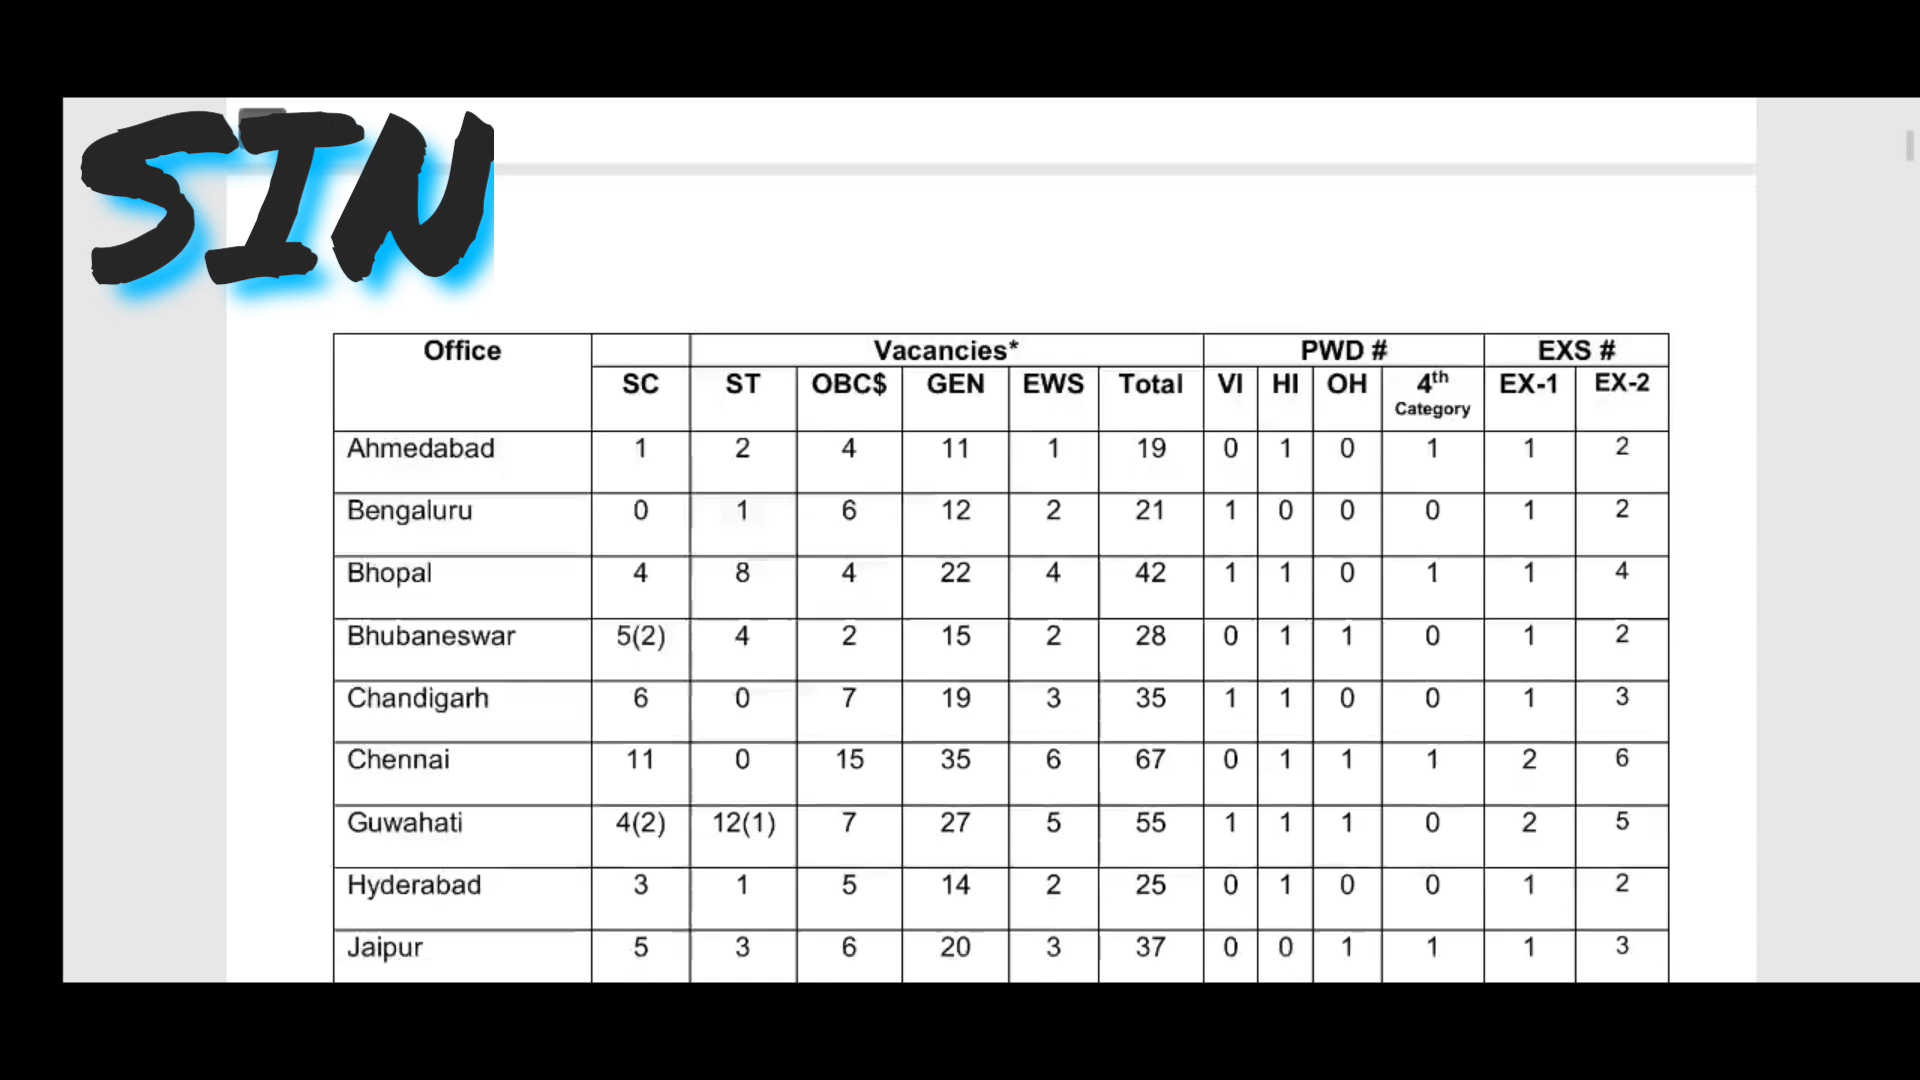 SIN
Office Vacancies* PWD # EXS #
SC ST OBC$ GEN EWS Total VI HI OH 4th Category EX-1 EX-2
Ahmedabad 1 2 4 11 1 19 0 1 0 1 1 2
Bengaluru 0 1 6 12 2 21 1 0 0 0 1 2
Bhopal 4 8 4 22 4 42 1 1 0 1 1 4
Bhubaneswar 5(2) 4 2 15 2 28 0 1 1 0 1 2
Chandigarh 6 0 7 19 3 35 1 1 0 0 1 3
Chennai 11 0 15 35 6 67 0 1 1 1 2 6
Guwahati 4(2) 12(1) 7 27 5 55 1 1 1 0 2 5
Hyderabad 3 1 5 14 2 25 0 1 0 0 1 2
Jaipur 5 3 6 20 3 37 0 0 1 1 1 3